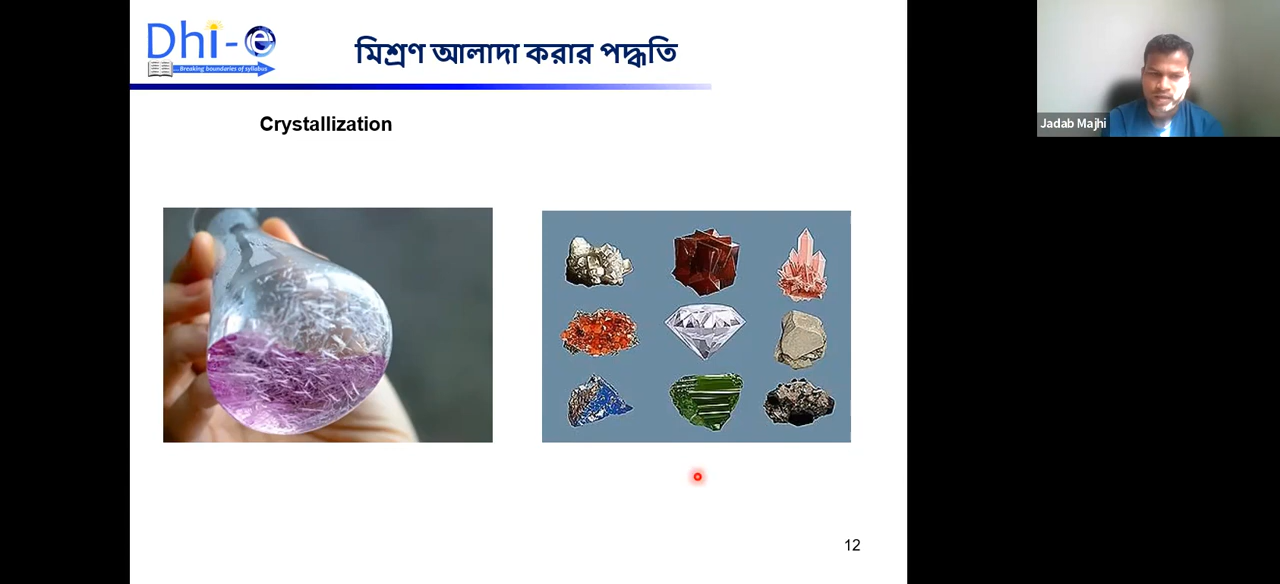 Dhi-e
... Breaking boundaries of syllabus
মিশ্রণ আলাদা করার পদ্ধতি
Crystallization
Jadab Majhi
12